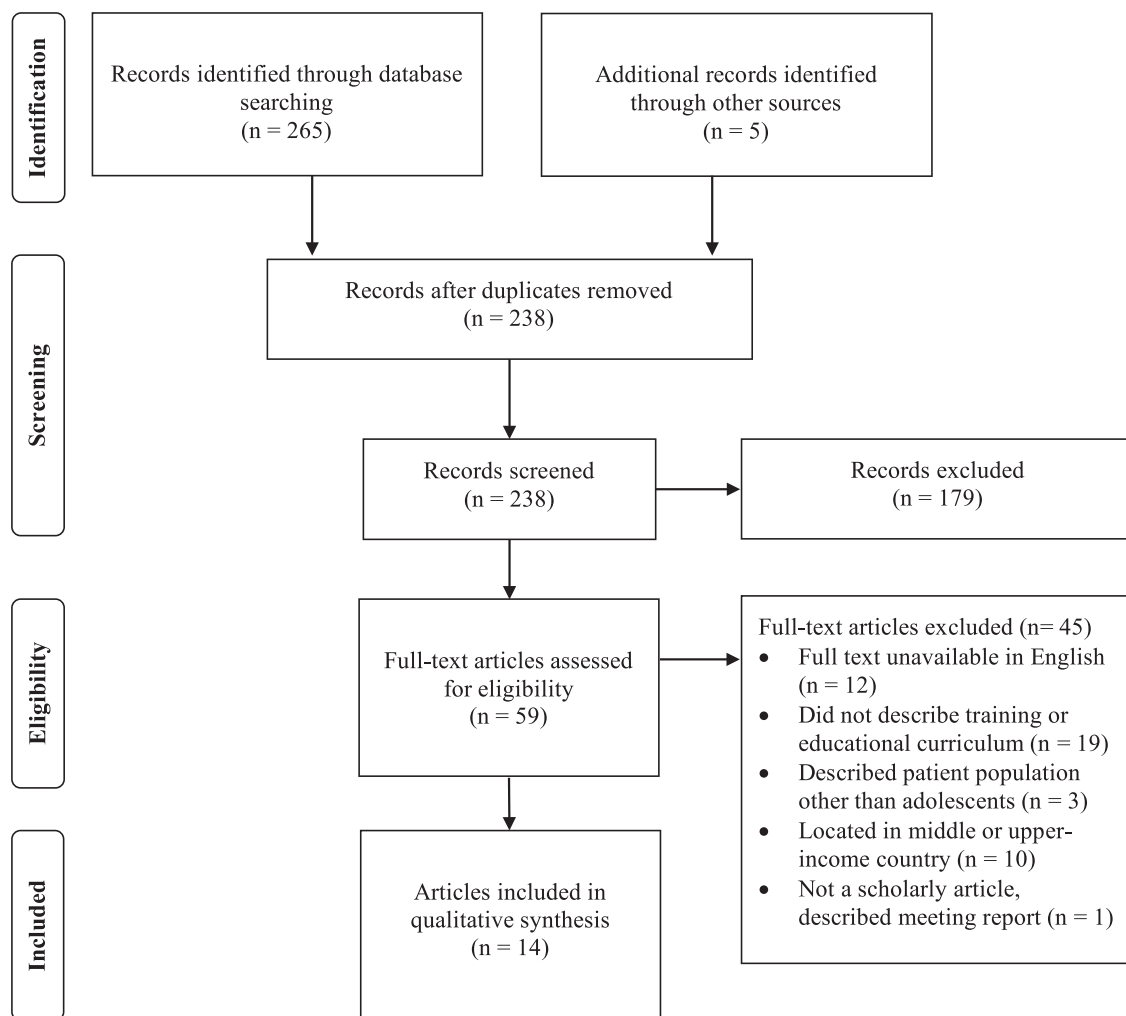 Identification
Records identified through database
searching
(n = 265)
Additional records identified
through other sources
(n = 5)
Screening
Records after duplicates removed
(n = 238)
Records screened
(n = 238)
Records excluded
(n = 179)
Eligibility
Full-text articles assessed
for eligibility
(n = 59)
Full-text articles excluded (n= 45)
• Full text unavailable in English
(n = 12)
• Did not describe training or
educational curriculum (n = 19)
• Described patient population
other than adolescents (n = 3)
• Located in middle or upper-
income country (n = 10)
• Not a scholarly article,
described meeting report (n = 1)
Included
Articles included in
qualitative synthesis
(n = 14)